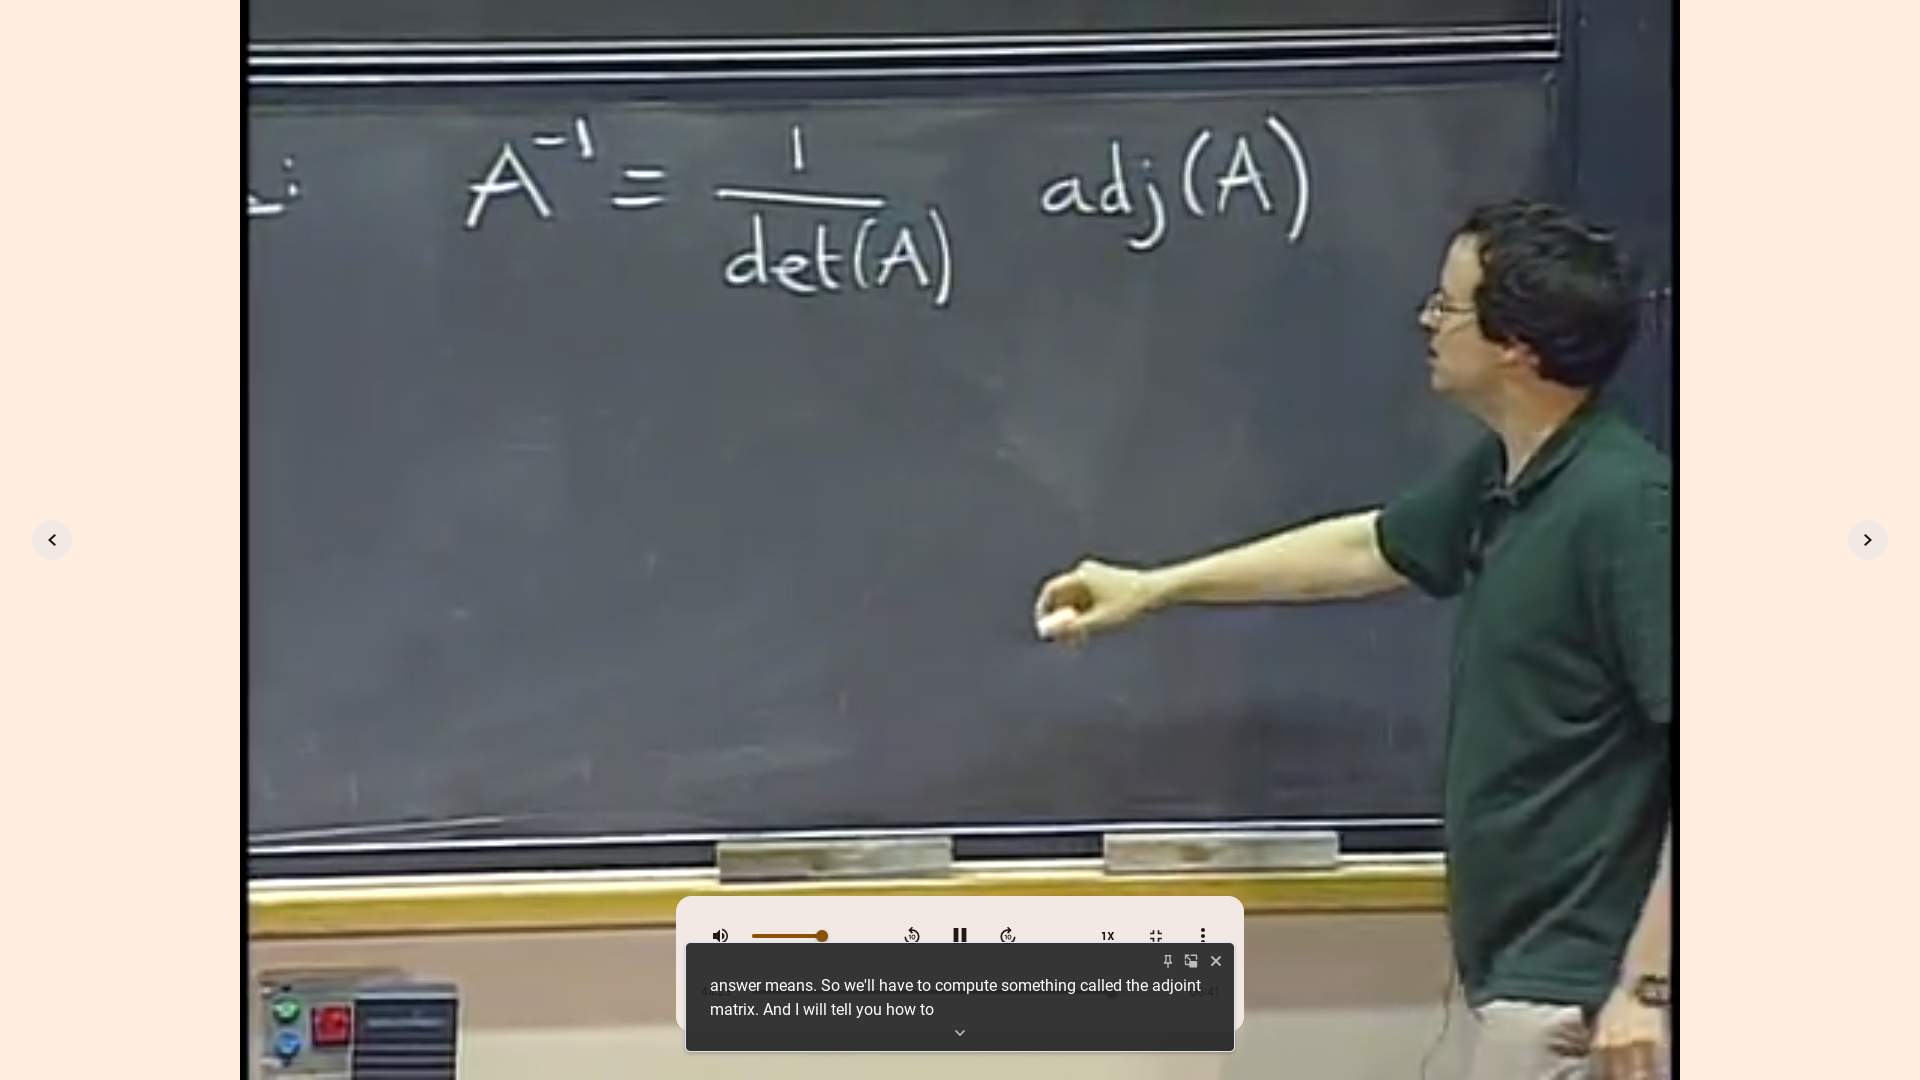 A⁻¹ = 1/det(A) adj(A)
1X
answer means. So we'll have to compute something called the adjoint
matrix. And I will tell you how to